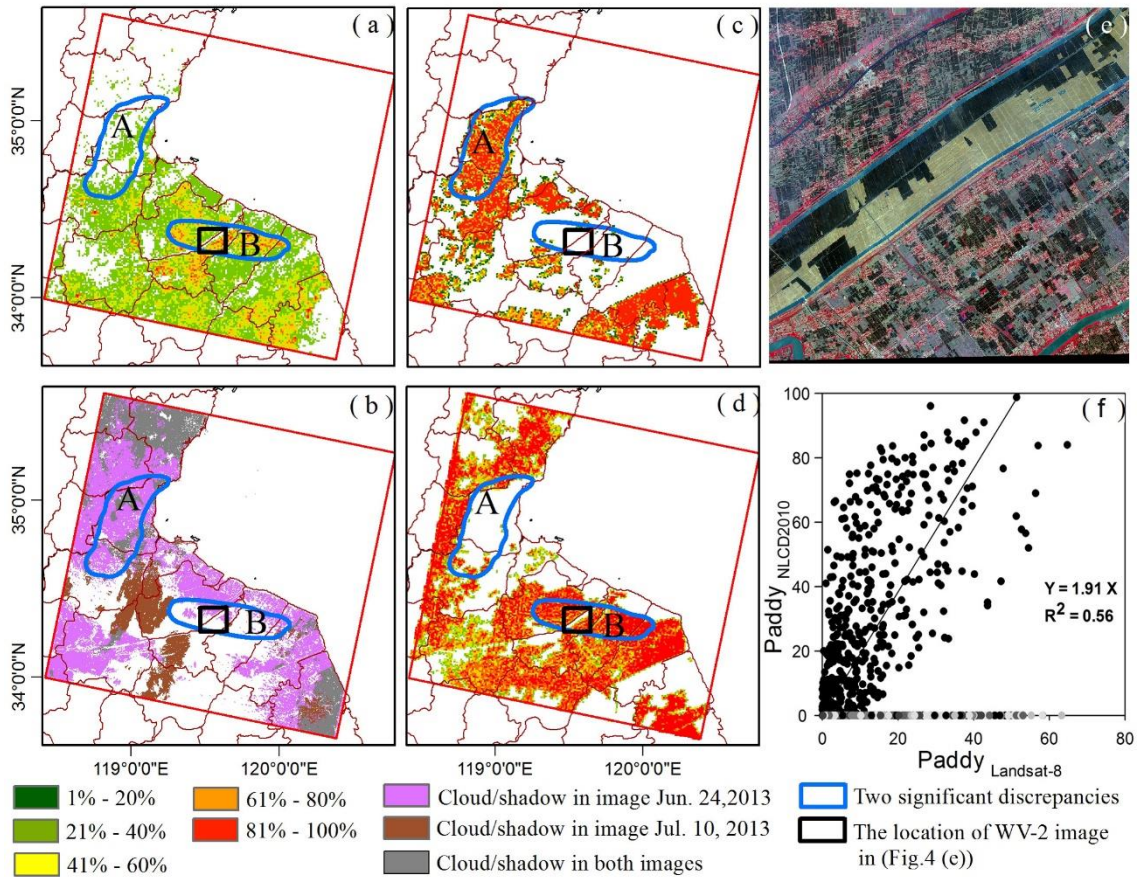 ( a )
( c )
( e )
35°0'0"N
34°0'0"N
A
B
A
B
( b )
( d )
( f )
35°0'0"N
34°0'0"N
A
B
A
B
119°0'0"E
120°0'0"E
119°0'0"E
120°0'0"E
100
80
60
40
20
0
Paddy NLCD2010
Y = 1.91 X
R2 = 0.56
0
20
40
60
80
Paddy Landsat-8
1% - 20%
21% - 40%
41% - 60%
61% - 80%
81% - 100%
Cloud/shadow in image Jun. 24,2013
Cloud/shadow in image Jul. 10, 2013
Cloud/shadow in both images
Two significant discrepancies
The location of WV-2 image
in (Fig.4 (e))